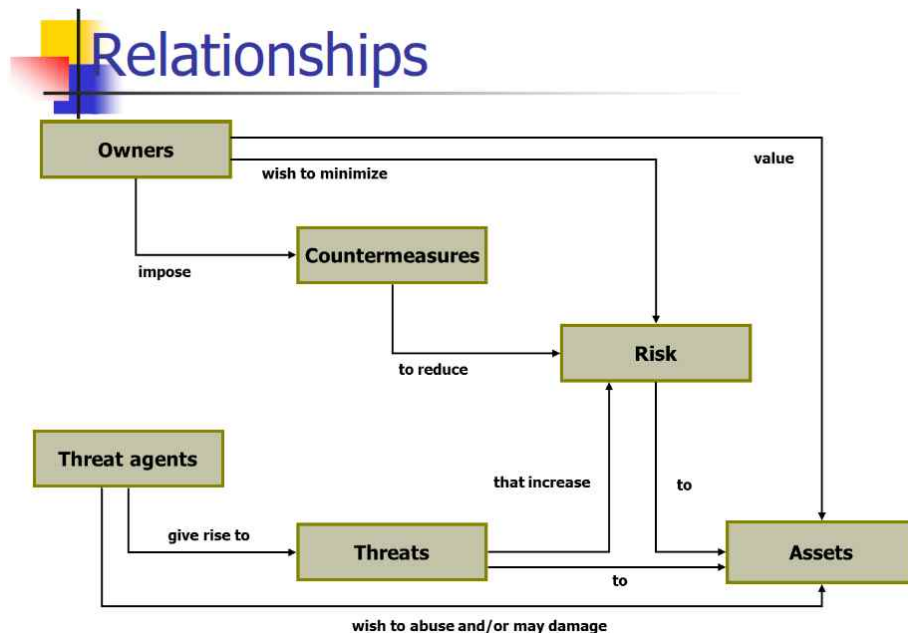 Relationships
Owners
value
wish to minimize
Countermeasures
impose
Risk
to reduce
Threat agents
that increase
to
give rise to
Threats
Assets
to
wish to abuse and/or may damage